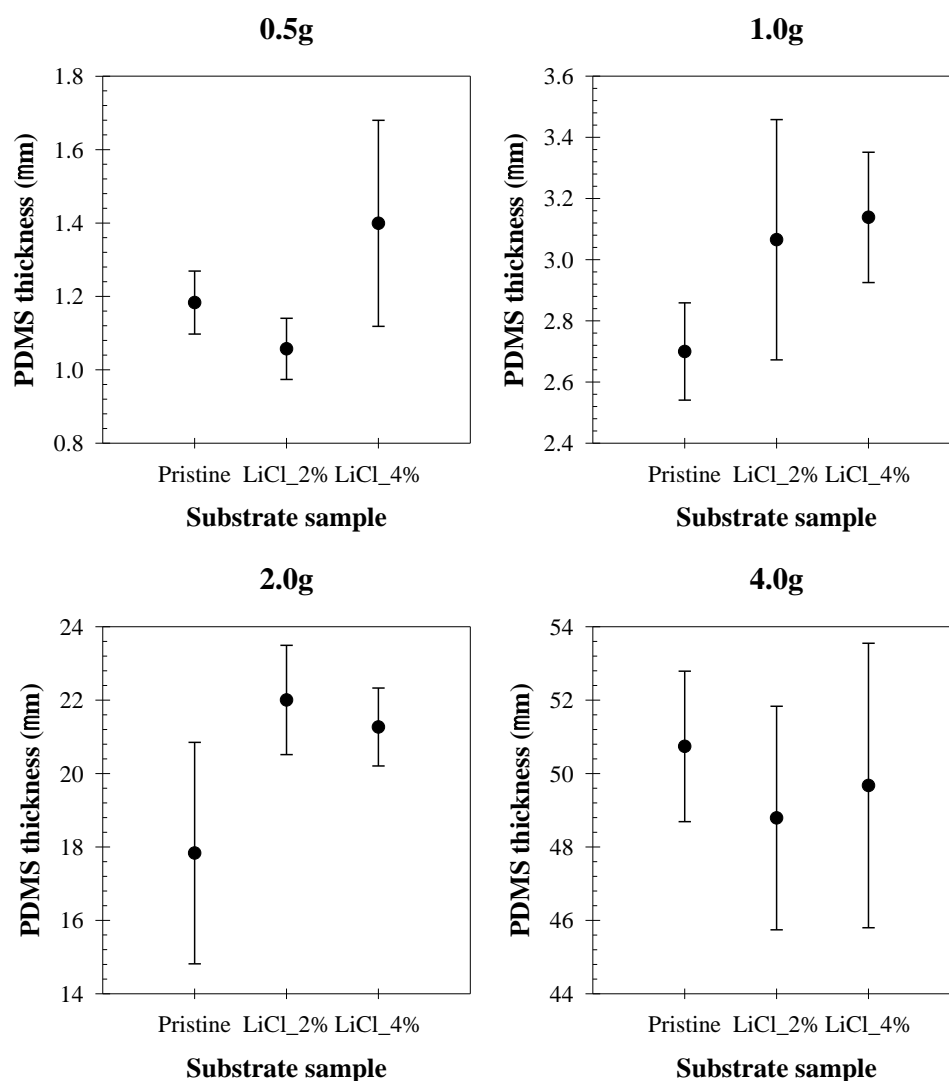 0.5g
1.0g
PDMS thickness (mm)
1.8
1.6
1.4
1.2
1.0
0.8
Pristine LiCl_2% LiCl_4%
Substrate sample
PDMS thickness (mm)
3.6
3.4
3.2
3.0
2.8
2.6
2.4
Pristine LiCl_2% LiCl_4%
Substrate sample
2.0g
4.0g
PDMS thickness (mm)
24
22
20
18
16
14
Pristine LiCl_2% LiCl_4%
Substrate sample
PDMS thickness (mm)
54
52
50
48
46
44
Pristine LiCl_2% LiCl_4%
Substrate sample